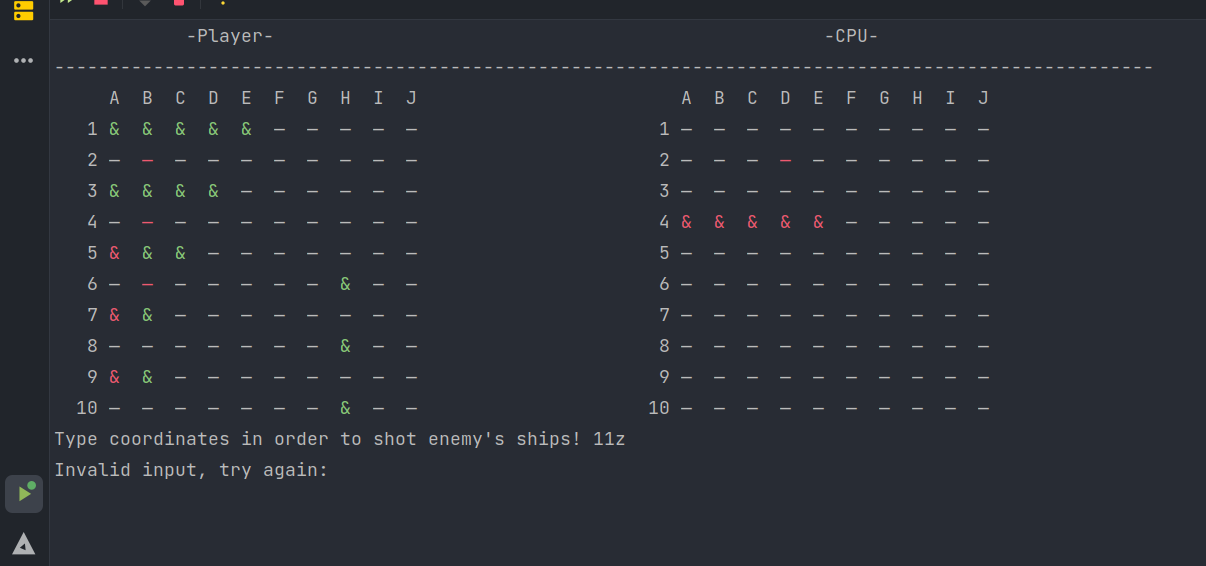 -Player- -CPU-
----------------------------------------------------------------------------------------------------
A B C D E F G H I J A B C D E F G H I J
1 & & & & & — — — — — 1 — — — — — — — — — —
2 — — — — — — — — — — 2 — — — — — — — — — —
3 & & & & — — — — — — 3 — — — — — — — — — —
4 — — — — — — — — — — 4 & & & & & — — — — —
5 & & & — — — — — — — 5 — — — — — — — — — —
6 — — — — — — — & — — 6 — — — — — — — — — —
7 & & — — — — — — — — 7 — — — — — — — — — —
8 — — — — — — — & — — 8 — — — — — — — — — —
9 & & — — — — — — — — 9 — — — — — — — — — —
10 — — — — — — — & — — 10 — — — — — — — — — —
Type coordinates in order to shot enemy's ships! 11z
Invalid input, try again: